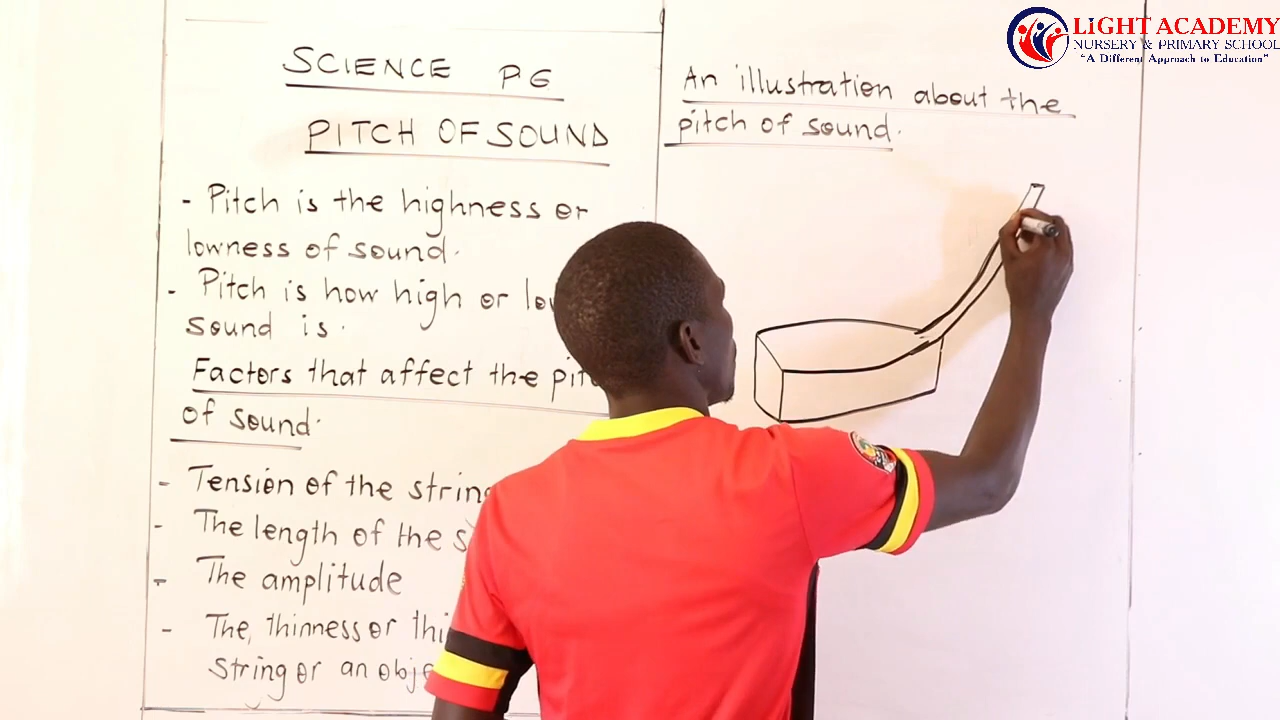 SCIENCE P6
PITCH OF SOUND
- Pitch is the highness or
lowness of sound.
- Pitch is how high or
sound is.
Factors that affect the
of sound.
- Tension of the string
- The length of the
- The amplitude
- The, thinness or
string or an
An illustration about the
pitch of sound.
LIGHT ACADEMY
NURSERY & PRIMARY SCHOOL
"A Different Approach to Education"